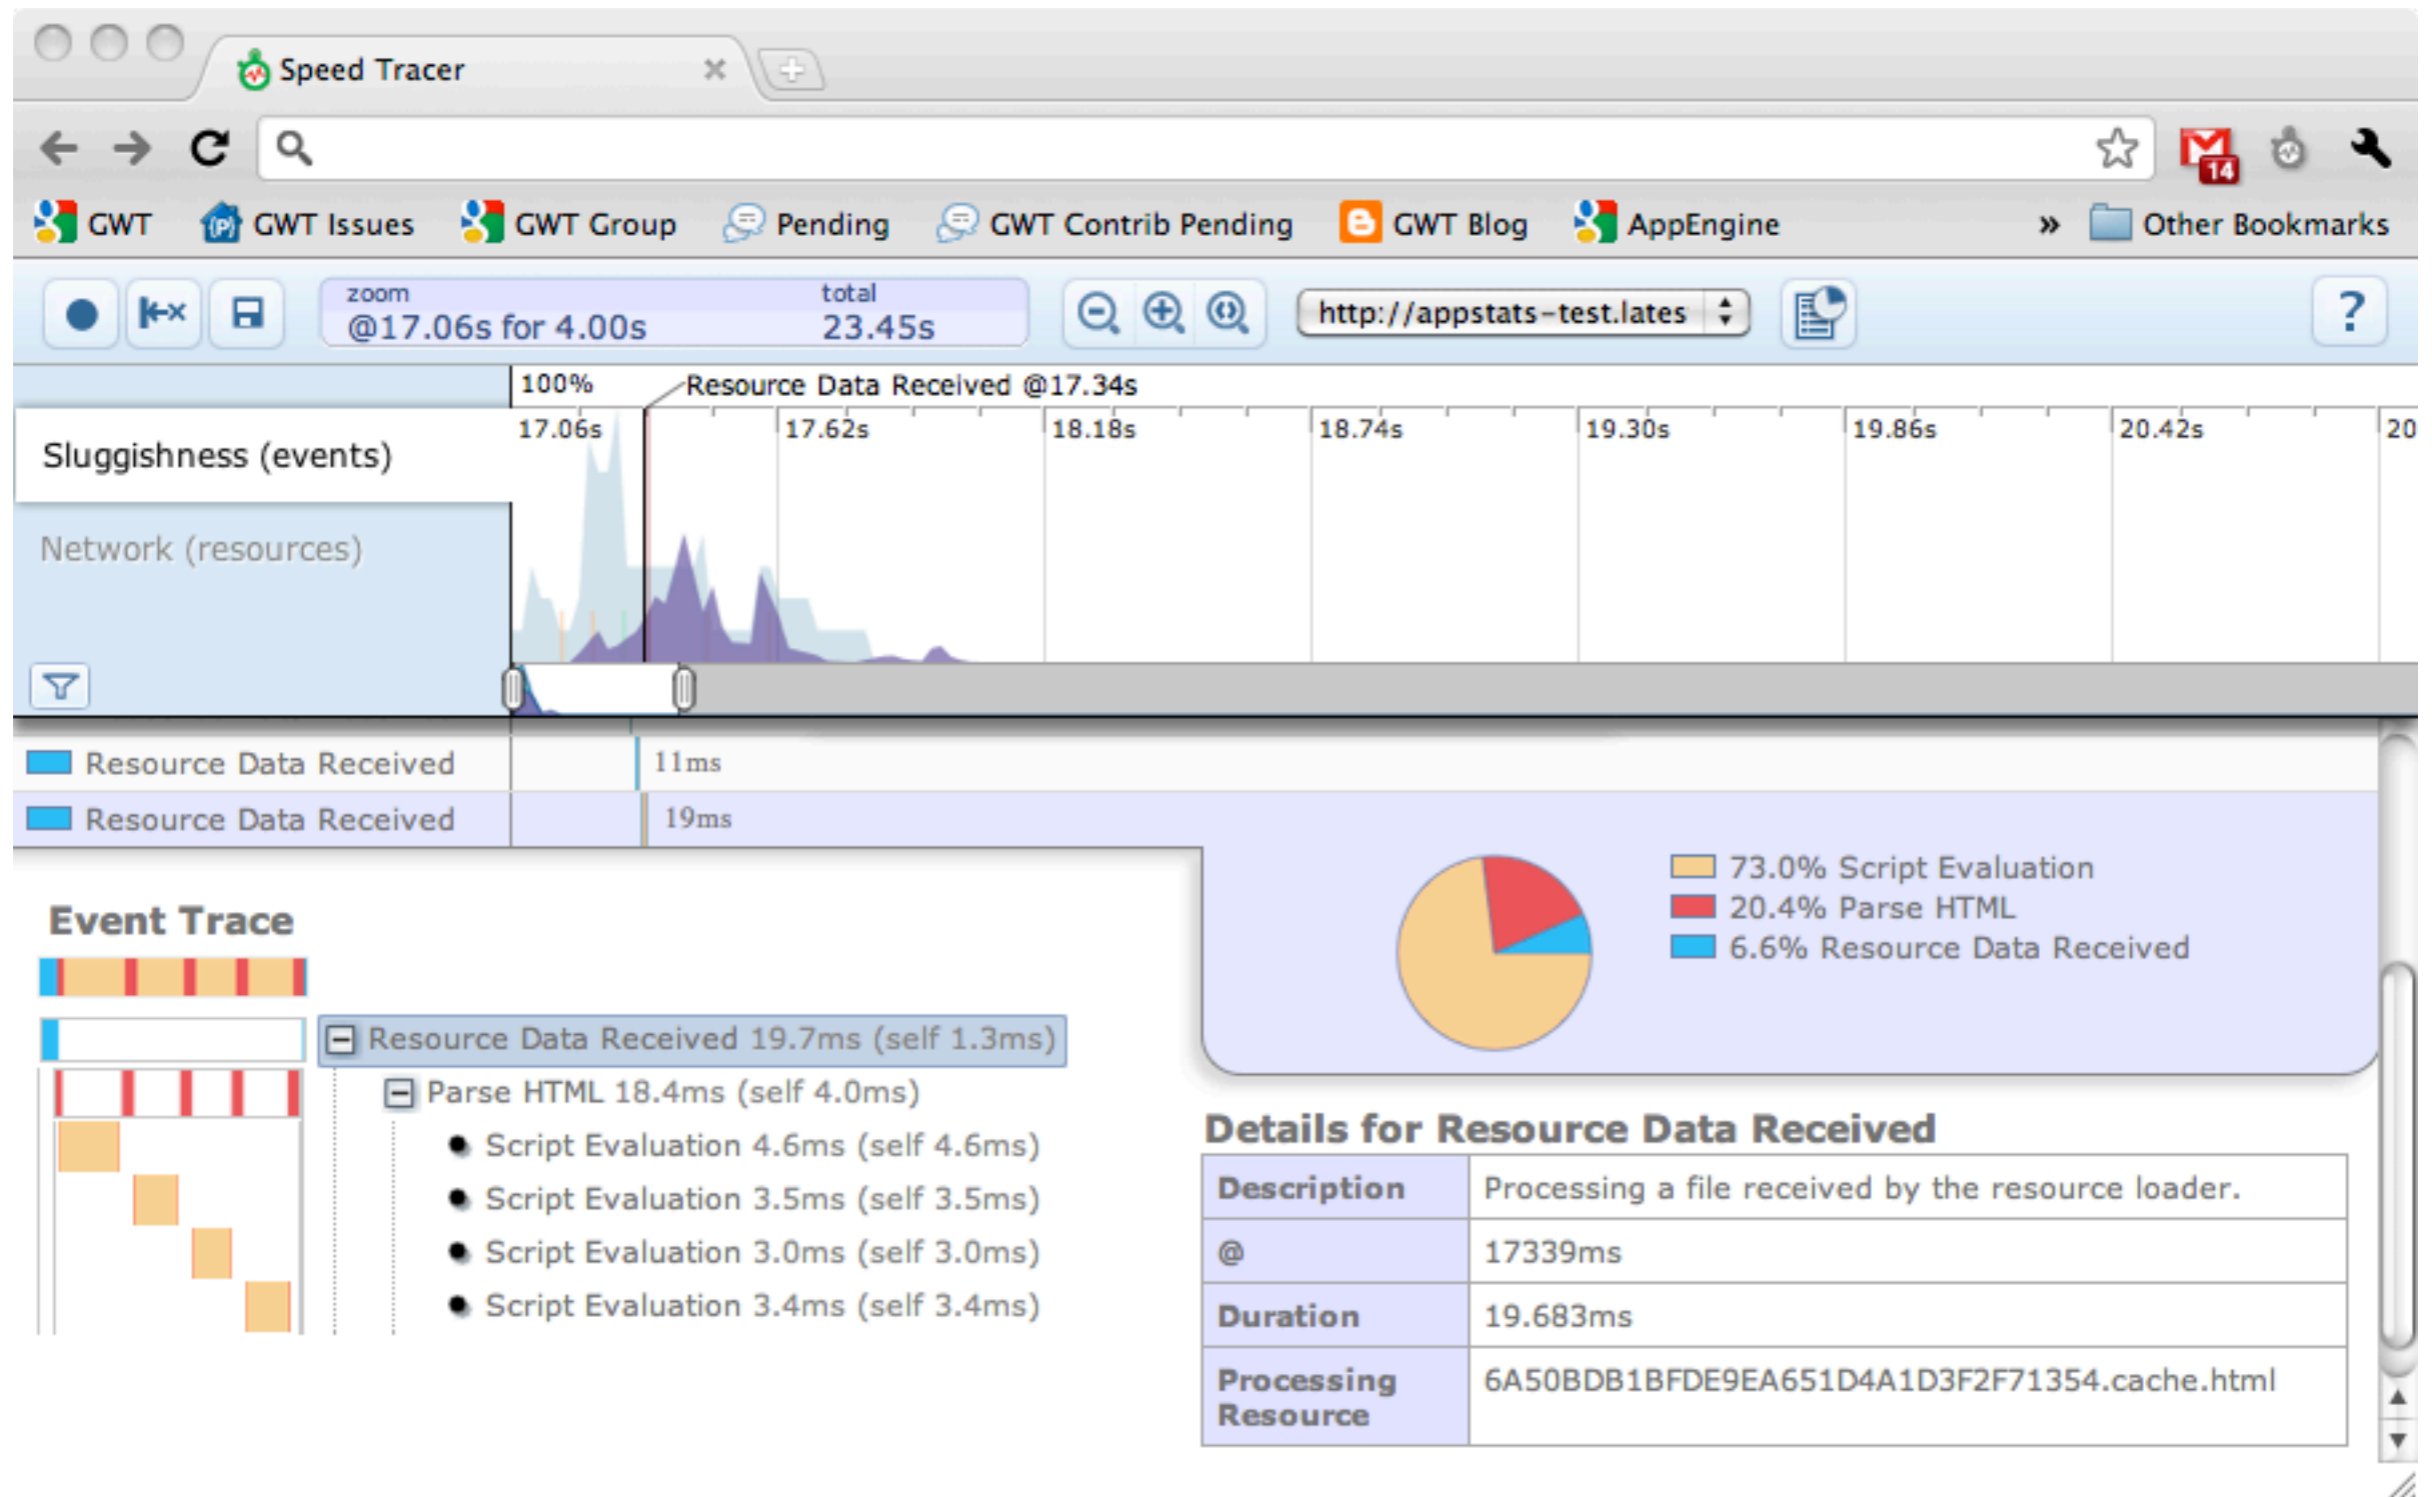 Speed Tracer
14
GWT GWT Issues GWT Group Pending GWT Contrib Pending GWT Blog AppEngine » Other Bookmarks
zoom total
@17.06s for 4.00s 23.45s
http://appstats-test.lates
?
100% Resource Data Received @17.34s
17.06s 17.62s 18.18s 18.74s 19.30s 19.86s 20.42s 20
Sluggishness (events)
Network (resources)
Resource Data Received 11ms
Resource Data Received 19ms
73.0% Script Evaluation
20.4% Parse HTML
6.6% Resource Data Received
Event Trace
Resource Data Received 19.7ms (self 1.3ms)
Parse HTML 18.4ms (self 4.0ms)
Script Evaluation 4.6ms (self 4.6ms)
Script Evaluation 3.5ms (self 3.5ms)
Script Evaluation 3.0ms (self 3.0ms)
Script Evaluation 3.4ms (self 3.4ms)
Details for Resource Data Received
Description Processing a file received by the resource loader.
@ 17339ms
Duration 19.683ms
Processing 6A50BDB1BFDE9EA651D4A1D3F2F71354.cache.html
Resource